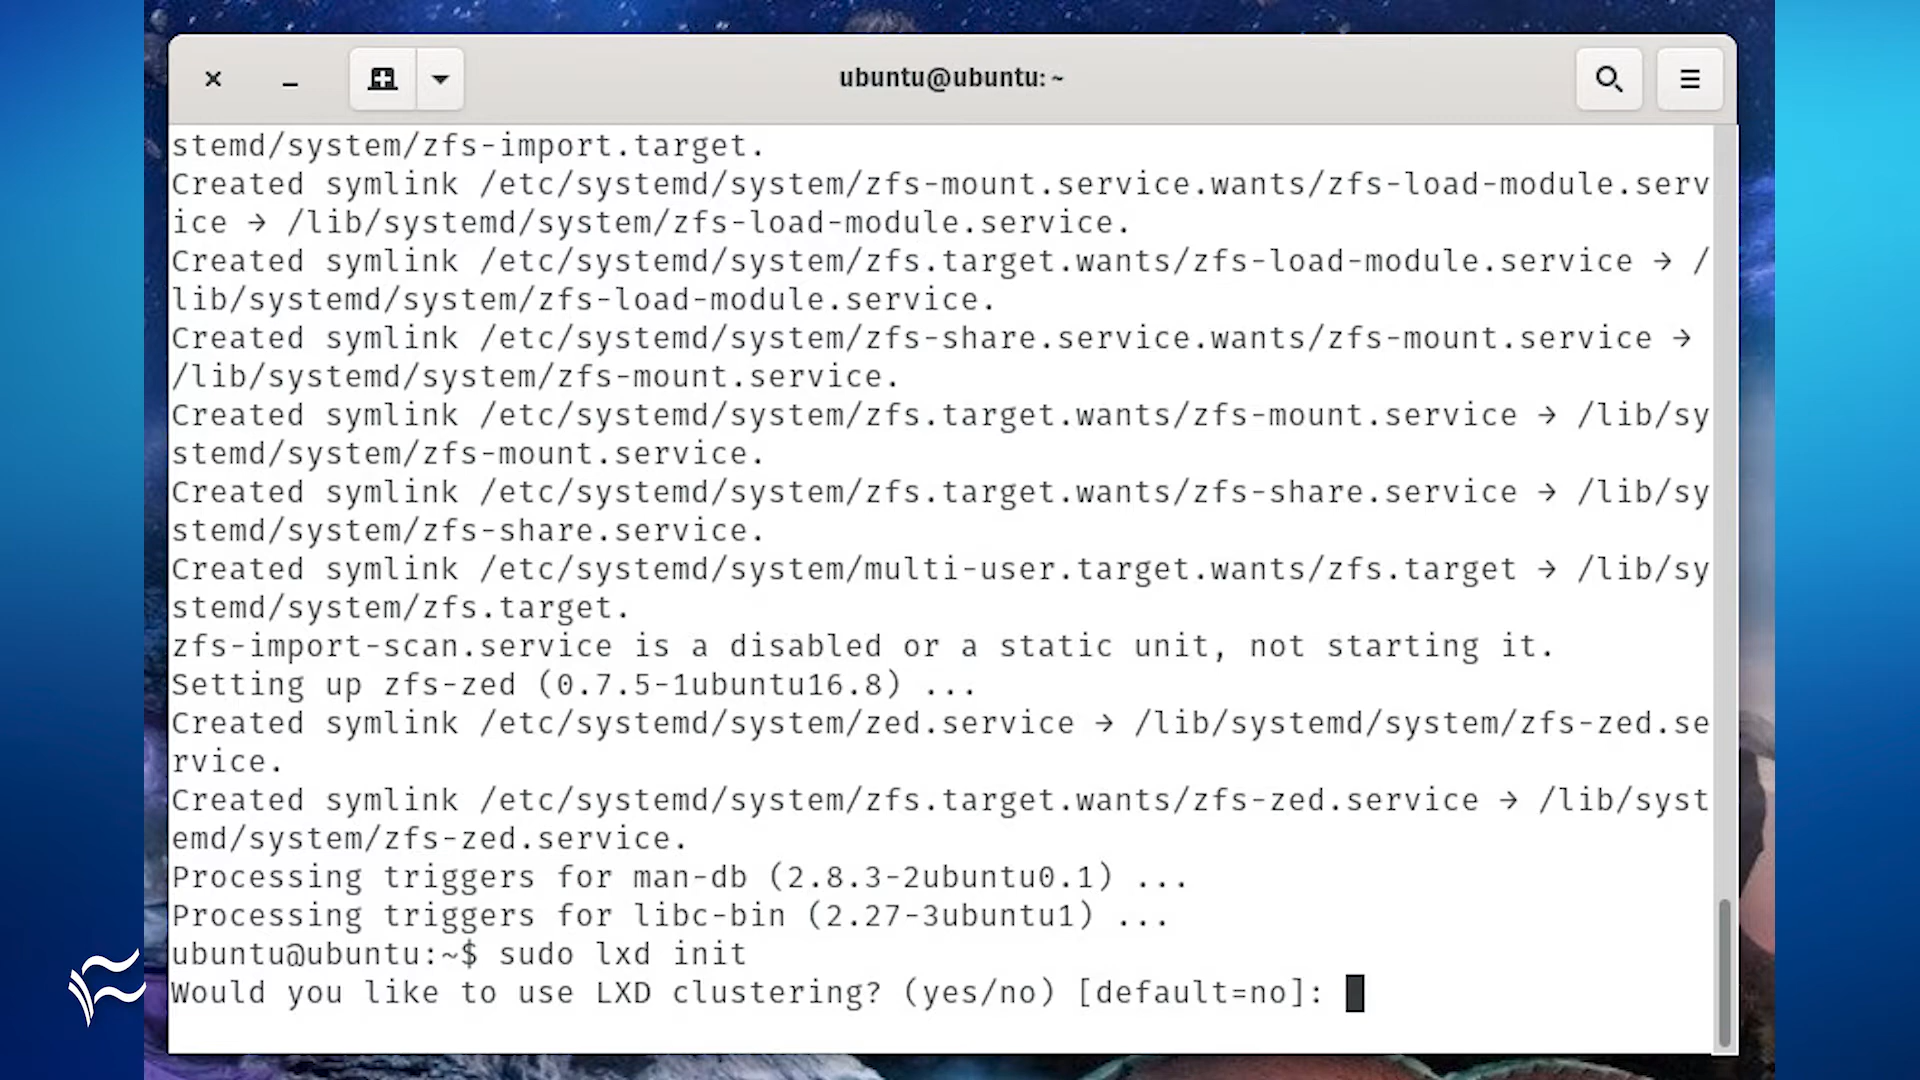 ubuntu@ubuntu: ~
stemd/system/zfs-import.target.
Created symlink /etc/systemd/system/zfs-mount.service.wants/zfs-load-module.serv
ice → /lib/systemd/system/zfs-load-module.service.
Created symlink /etc/systemd/system/zfs.target.wants/zfs-load-module.service → /
lib/systemd/system/zfs-load-module.service.
Created symlink /etc/systemd/system/zfs-share.service.wants/zfs-mount.service →
/lib/systemd/system/zfs-mount.service.
Created symlink /etc/systemd/system/zfs.target.wants/zfs-mount.service → /lib/sy
stemd/system/zfs-mount.service.
Created symlink /etc/systemd/system/zfs.target.wants/zfs-share.service → /lib/sy
stemd/system/zfs-share.service.
Created symlink /etc/systemd/system/multi-user.target.wants/zfs.target → /lib/sy
stemd/system/zfs.target.
zfs-import-scan.service is a disabled or a static unit, not starting it.
Setting up zfs-zed (0.7.5-1ubuntu16.8) ...
Created symlink /etc/systemd/system/zed.service → /lib/systemd/system/zfs-zed.se
rvice.
Created symlink /etc/systemd/system/zfs.target.wants/zfs-zed.service → /lib/syst
emd/system/zfs-zed.service.
Processing triggers for man-db (2.8.3-2ubuntu0.1) ...
Processing triggers for libc-bin (2.27-3ubuntu1) ...
ubuntu@ubuntu:~$ sudo lxd init
Would you like to use LXD clustering? (yes/no) [default=no]: